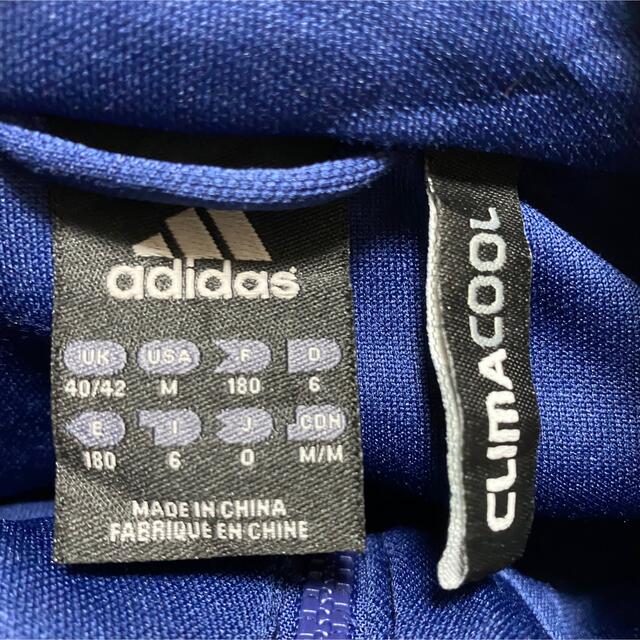 adidas
UK USA F D
40/42 M 180 6
E I J CDN
180 6 O M/M
MADE IN CHINA
FABRIQUE EN CHINE
CLIMACOOL